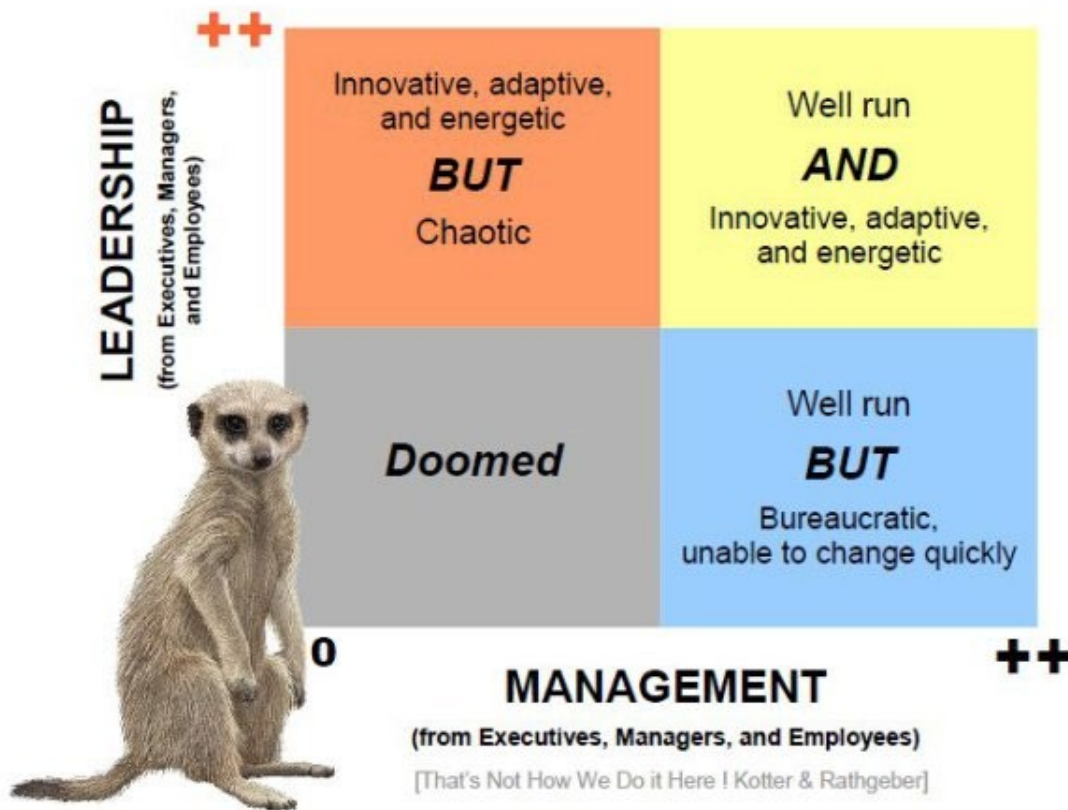 ++
LEADERSHIP
(from Executives, Managers,
and Employees)
Innovative, adaptive,
and energetic
BUT
Chaotic
Well run
AND
Innovative, adaptive,
and energetic
Doomed
Well run
BUT
Bureaucratic,
unable to change quickly
0
++
MANAGEMENT
(from Executives, Managers, and Employees)
[That's Not How We Do it Here ! Kotter & Rathgeber]